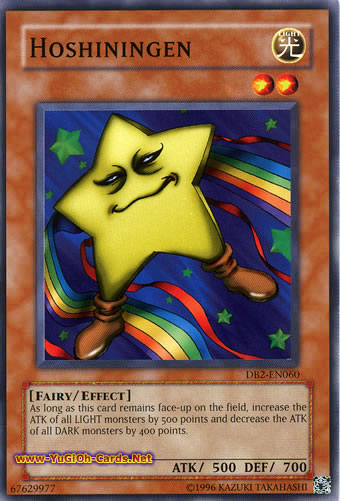 HOSHININGEN
LIGHT
光
DB2-EN060
[FAIRY/EFFECT]
As long as this card remains face-up on the field, increase the
ATK of all LIGHT monsters by 500 points and decrease the ATK
of all DARK monsters by 400 points.
www-YuGiOh-Cards.Net
ATK/ 500 DEF/ 700
67629977
©1996 KAZUKI TAKAHASHI